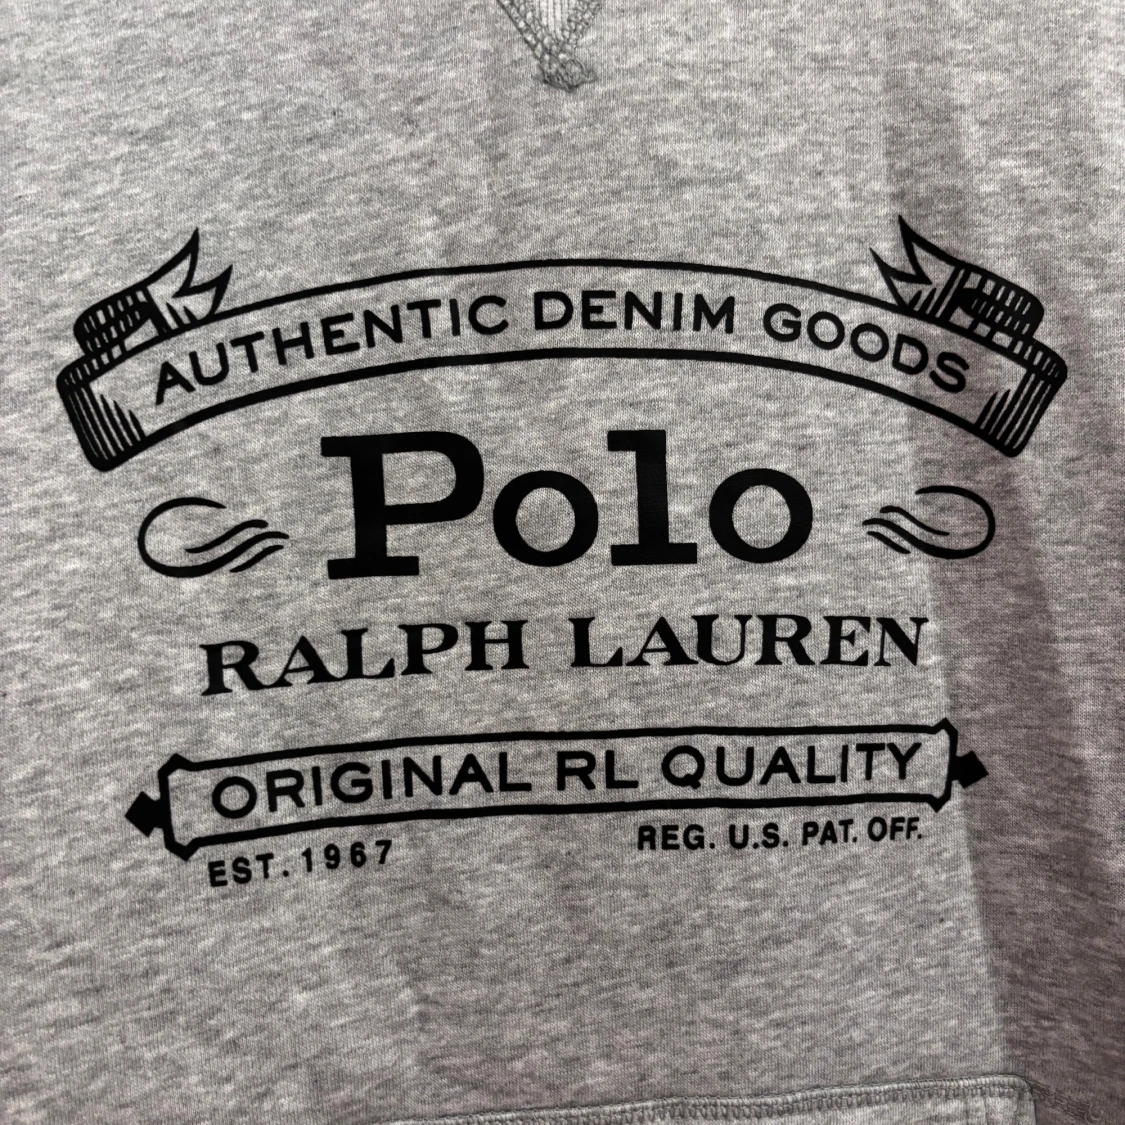 AUTHENTIC DENIM GOODS
Polo
RALPH LAUREN
ORIGINAL RL QUALITY
EST. 1967 REG. U.S. PAT. OFF.